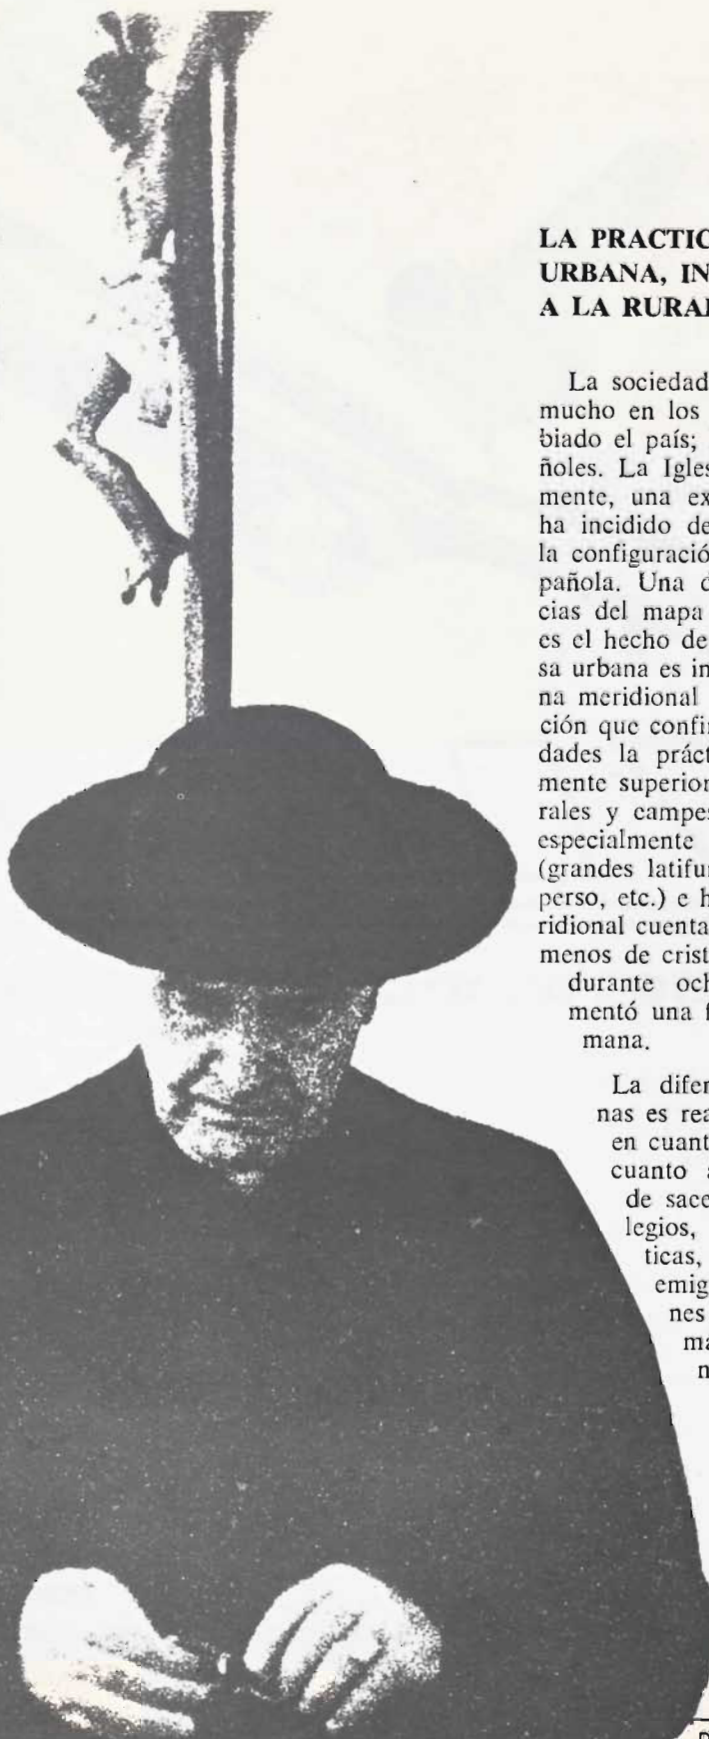 LA PRACTIC
URBANA, IN
A LA RURAL
La sociedad
mucho en los
biado el país;
ñoles. La Igles
mente, una ex
ha incidido de
la configuració
pañola. Una d
cias del mapa
es el hecho de
sa urbana es in
na meridional
ción que confir
dades la práct
mente superior
rales y campes
especialmente
(grandes latifu
perso, etc.) e h
ridional cuenta
menos de crist
durante och
mentó una f
mana.
La difer
nas es rea
en cuant
cuanto a
de sace
legios,
ticas,
emig
nes
ma
n